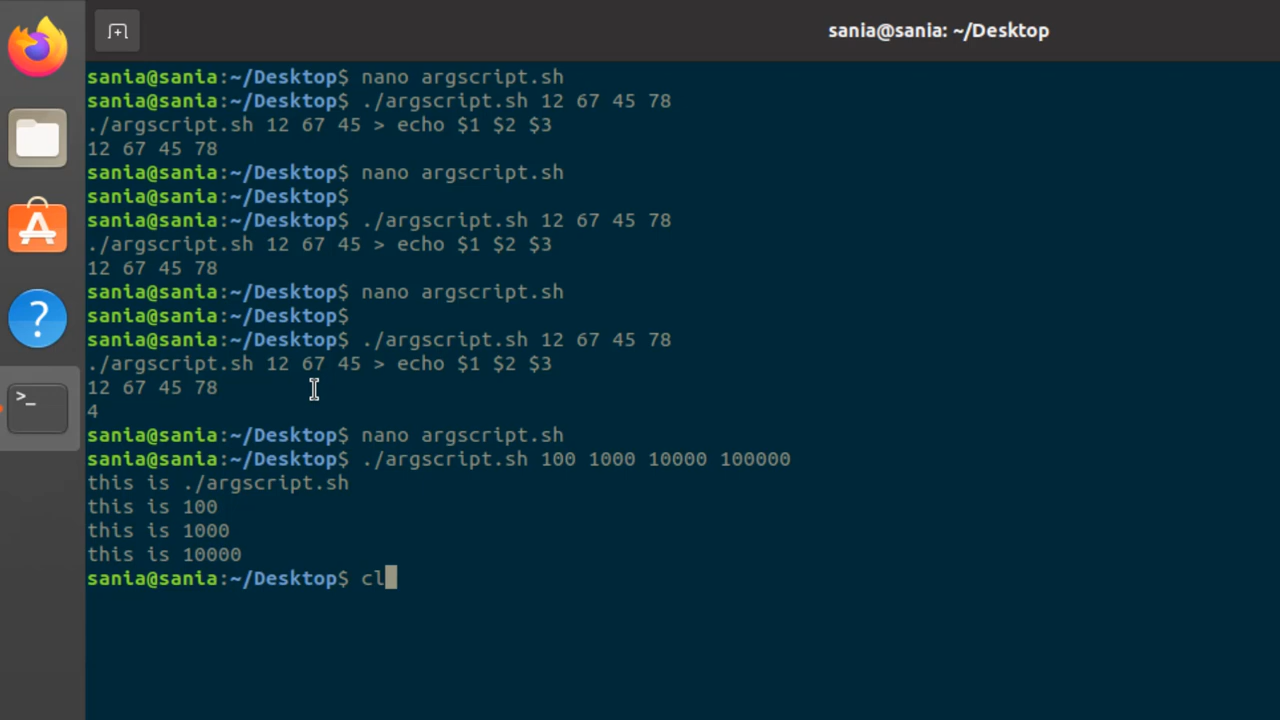 sania@sania: ~/Desktop
sania@sania:~/Desktop$ nano argscript.sh
sania@sania:~/Desktop$ ./argscript.sh 12 67 45 78
./argscript.sh 12 67 45 > echo $1 $2 $3
12 67 45 78
sania@sania:~/Desktop$ nano argscript.sh
sania@sania:~/Desktop$
sania@sania:~/Desktop$ ./argscript.sh 12 67 45 78
./argscript.sh 12 67 45 > echo $1 $2 $3
12 67 45 78
sania@sania:~/Desktop$ nano argscript.sh
sania@sania:~/Desktop$
sania@sania:~/Desktop$ ./argscript.sh 12 67 45 78
./argscript.sh 12 67 45 > echo $1 $2 $3
12 67 45 78
4
sania@sania:~/Desktop$ nano argscript.sh
sania@sania:~/Desktop$ ./argscript.sh 100 1000 10000 100000
this is ./argscript.sh
this is 100
this is 1000
this is 10000
sania@sania:~/Desktop$ cl